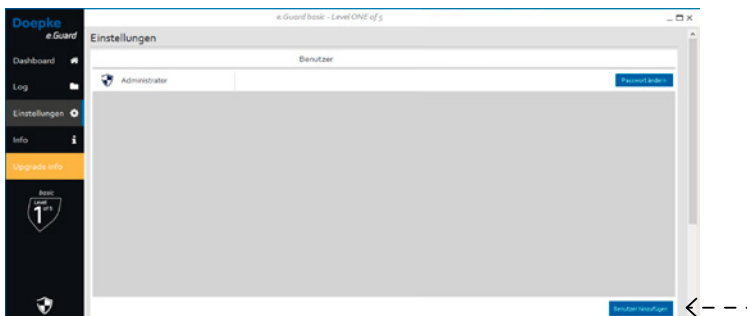 e.Guard basic - Level ONE of 5
Doepke
e.Guard
Einstellungen
Dashboard
Benutzer
Administrator
Passwort ändern
Log
Einstellungen
Info
Upgrade Info
basic
Level
1 of 5
Benutzer hinzufügen